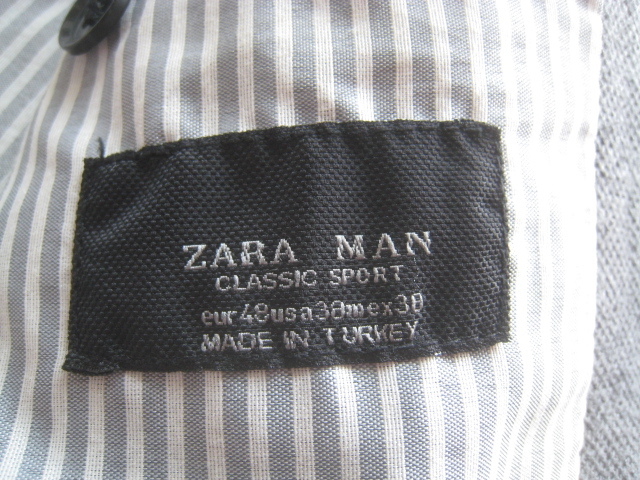 ZARA MAN
CLASSIC SPORT
eur48usa38mex38
MADE IN TURKEY